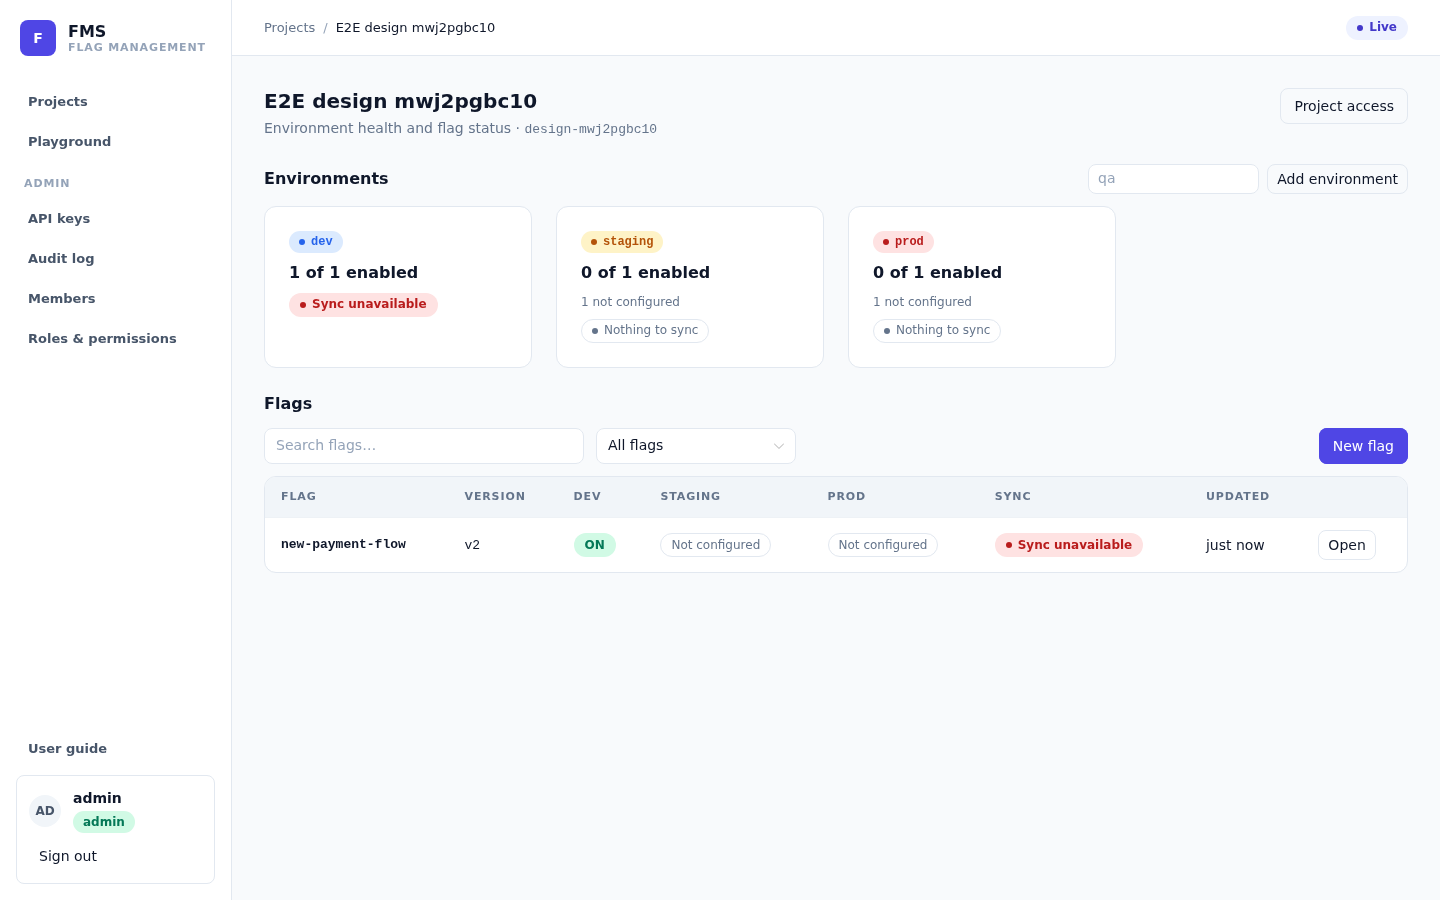 F
FMS
FLAG MANAGEMENT
Projects
Playground
ADMIN
API keys
Audit log
Members
Roles & permissions
User guide
AD
admin
admin
Sign out
Projects / E2E design mwj2pgbc10
Live
E2E design mwj2pgbc10
Environment health and flag status · design-mwj2pgbc10
Project access
Environments
qa
Add environment
dev
1 of 1 enabled
Sync unavailable
staging
0 of 1 enabled
1 not configured
Nothing to sync
prod
0 of 1 enabled
1 not configured
Nothing to sync
Flags
Search flags...
All flags
New flag
FLAG VERSION DEV STAGING PROD SYNC UPDATED
new-payment-flow v2 ON Not configured Not configured Sync unavailable just now Open